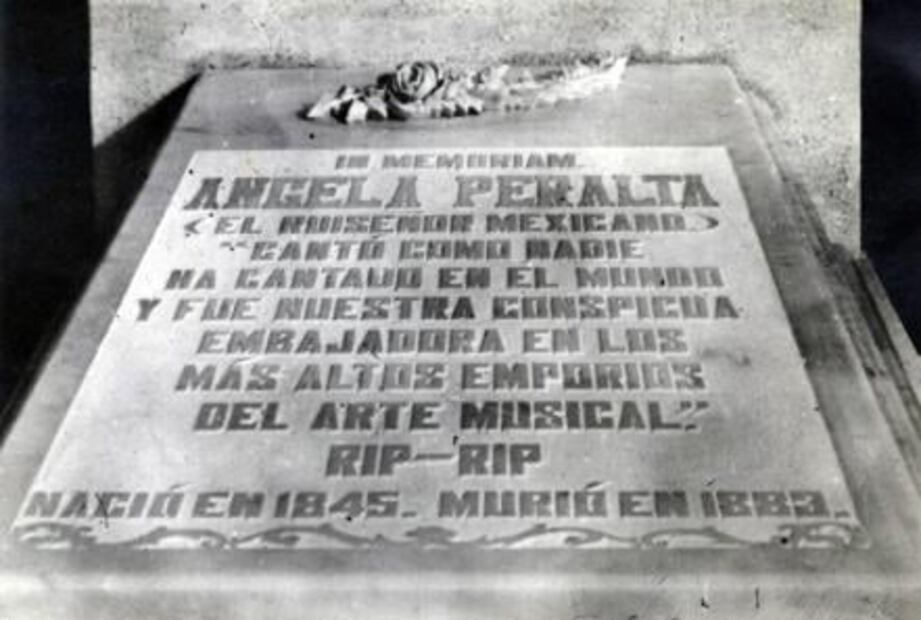 IN MEMORIAM.
ANGELA PERALTA
(EL RUISEÑOR MEXICANO)
"CANTÓ COMO NADIE
HA CANTADO EN EL MUNDO
Y FUE NUESTRA CONSPICUA
EMBAJADORA EN LOS
MÁS ALTOS EMPORIOS
DEL ARTE MUSICAL".
RIP—RIP
NACIÓ EN 1845. MURIÓ EN 1883.